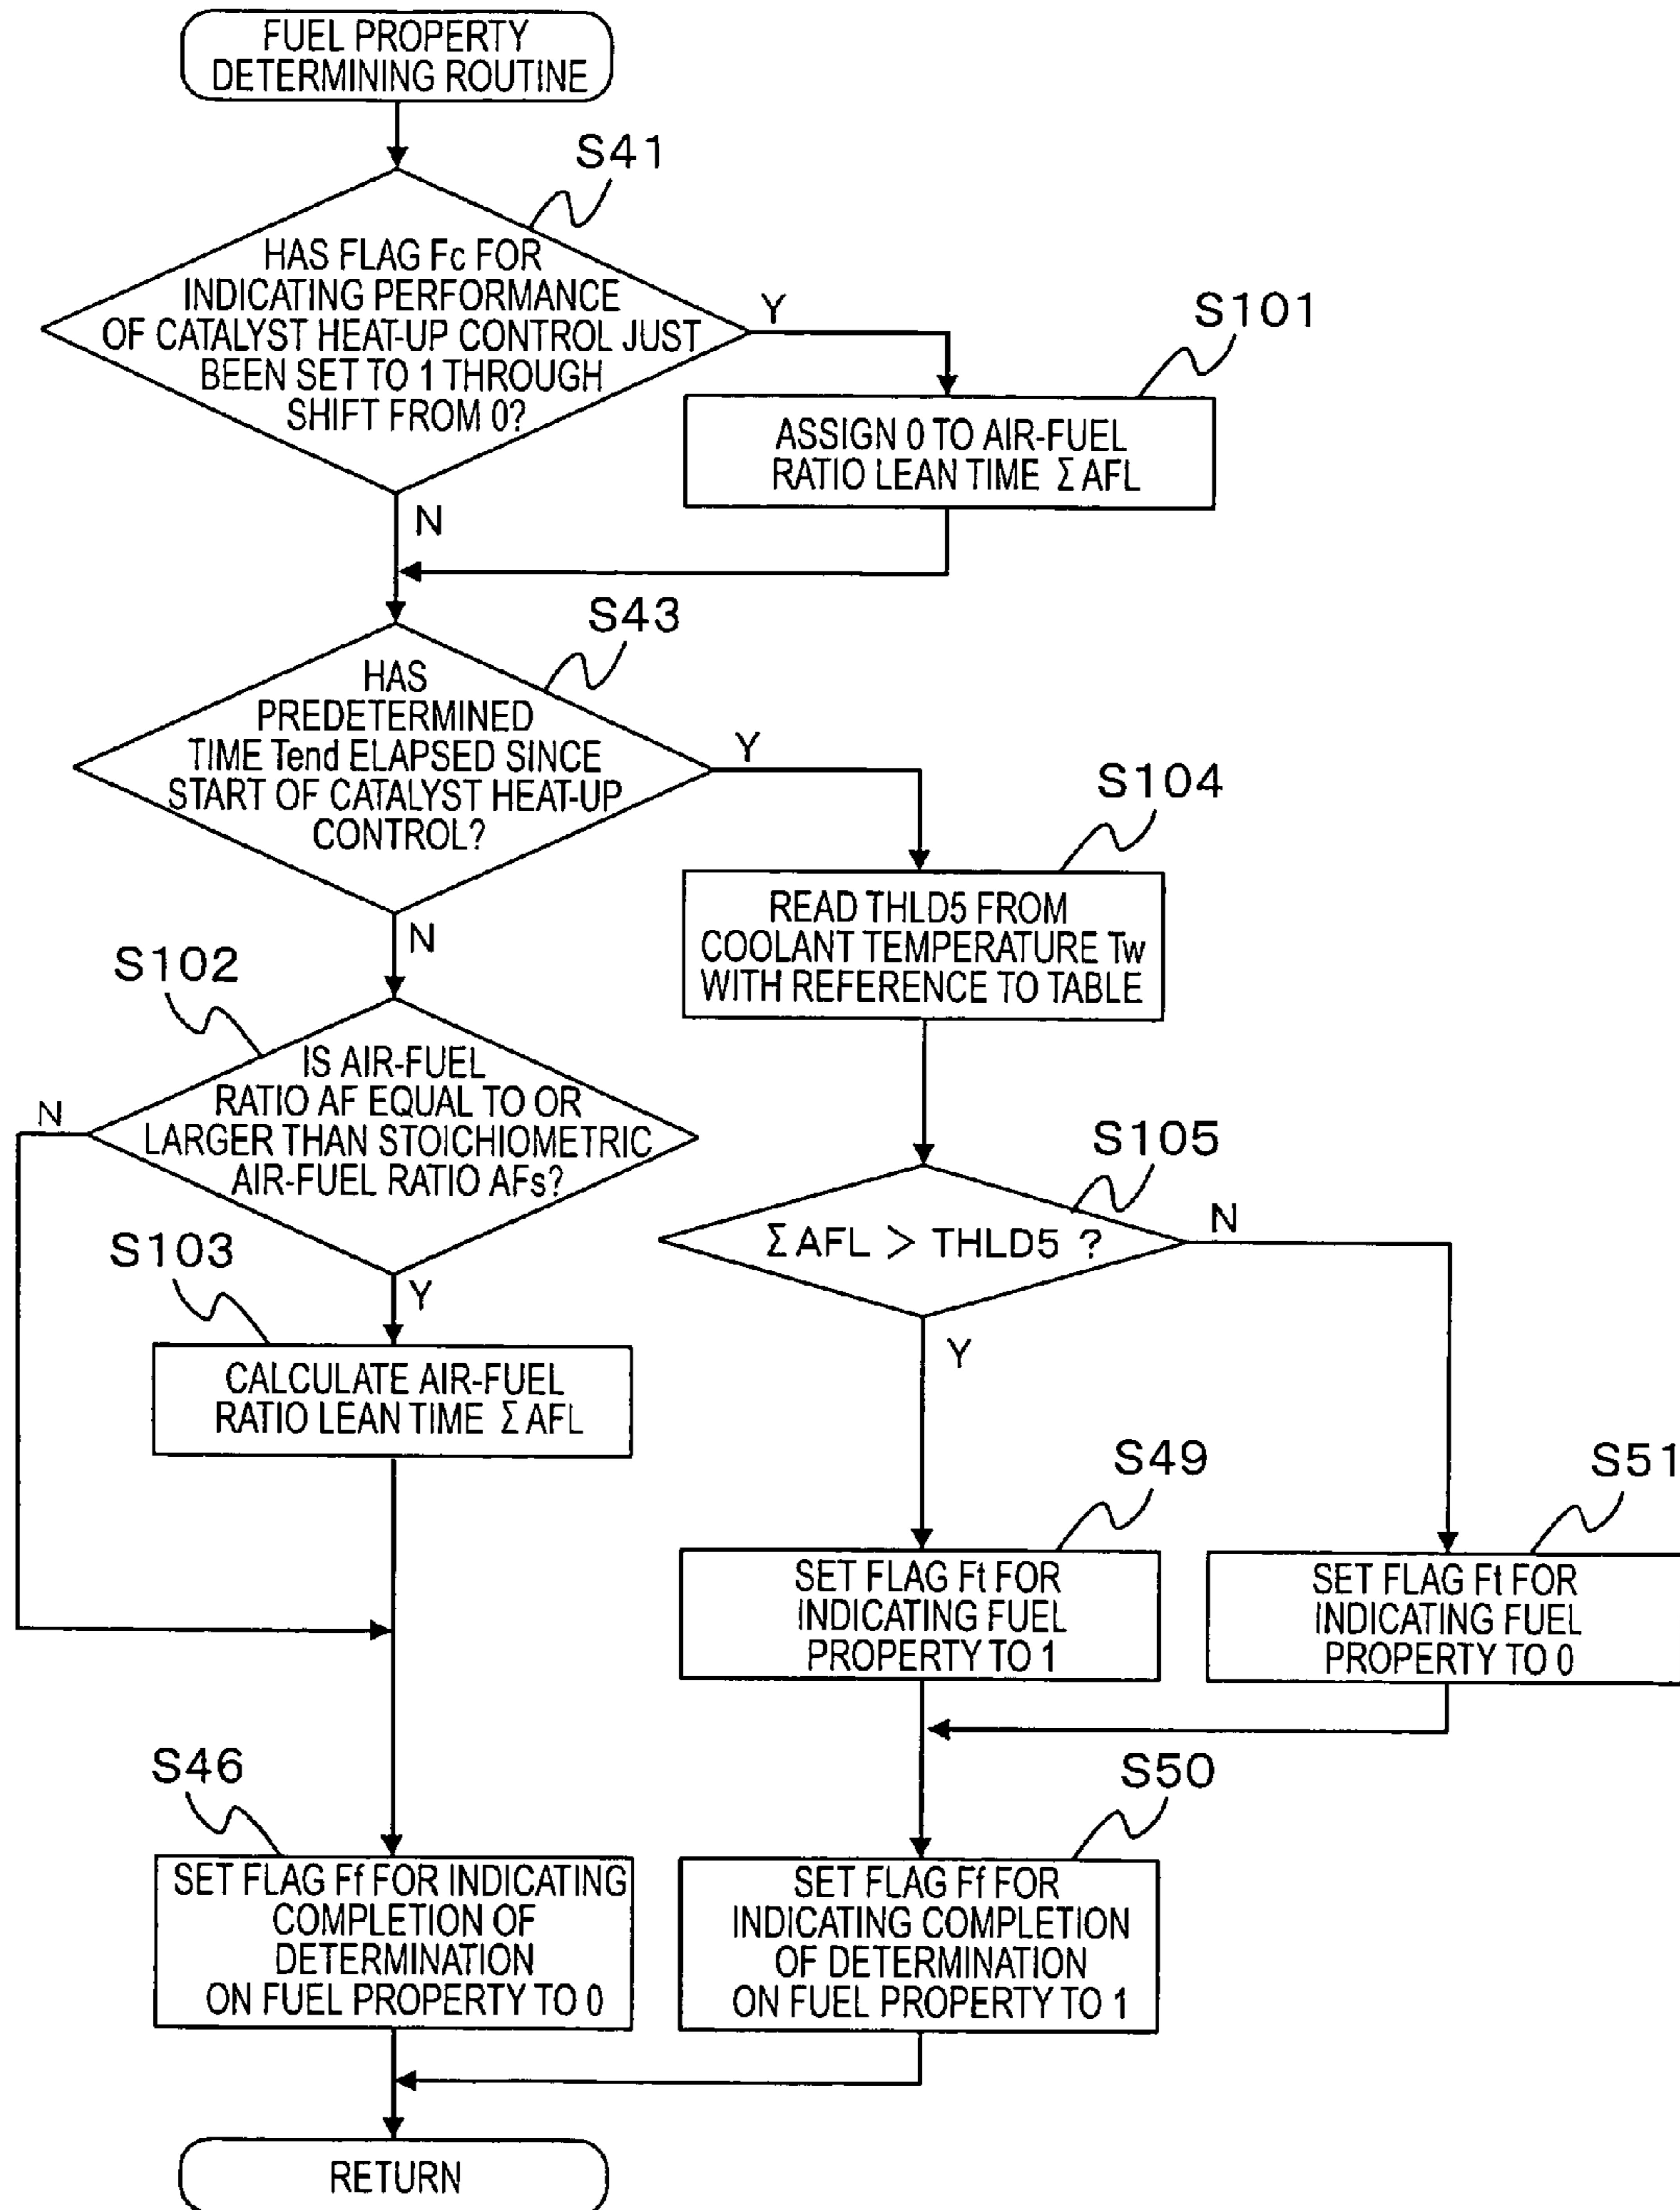 FUEL PROPERTY
DETERMINING ROUTINE
S41
HAS FLAG Fc FOR
INDICATING PERFORMANCE
OF CATALYST HEAT-UP CONTROL JUST
BEEN SET TO 1 THROUGH
SHIFT FROM 0?
Y
N
S101
ASSIGN 0 TO AIR-FUEL
RATIO LEAN TIME Σ AFL
S43
HAS
PREDETERMINED
TIME Tend ELAPSED SINCE
START OF CATALYST HEAT-UP
CONTROL?
Y
N
S104
READ THLD5 FROM
COOLANT TEMPERATURE Tw
WITH REFERENCE TO TABLE
S102
IS AIR-FUEL
RATIO AF EQUAL TO OR
LARGER THAN STOICHIOMETRIC
AIR-FUEL RATIO AFs?
N
Y
S105
Σ AFL > THLD5 ?
N
Y
S103
CALCULATE AIR-FUEL
RATIO LEAN TIME Σ AFL
S49
SET FLAG Ft FOR
INDICATING FUEL
PROPERTY TO 1
S51
SET FLAG Ft FOR
INDICATING FUEL
PROPERTY TO 0
S46
SET FLAG Ff FOR INDICATING
COMPLETION OF
DETERMINATION
ON FUEL PROPERTY TO 0
S50
SET FLAG Ff FOR
INDICATING COMPLETION
OF DETERMINATION
ON FUEL PROPERTY TO 1
RETURN